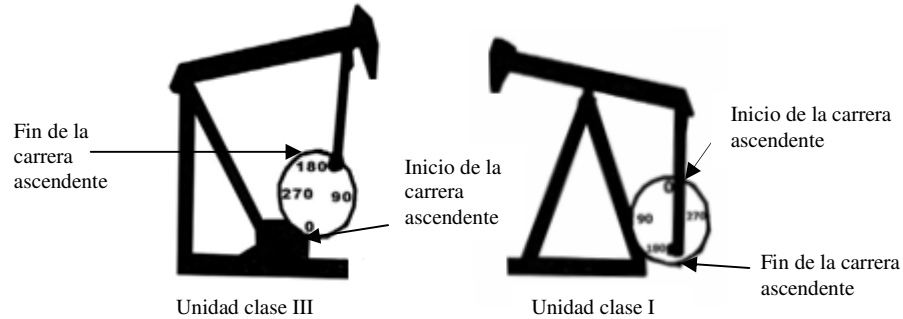 Fin de la
carrera
ascendente
180
270
90
0
Inicio de la
carrera
ascendente
Unidad clase III
Inicio de la carrera
ascendente
0
90
270
180
Fin de la carrera
ascendente
Unidad clase I